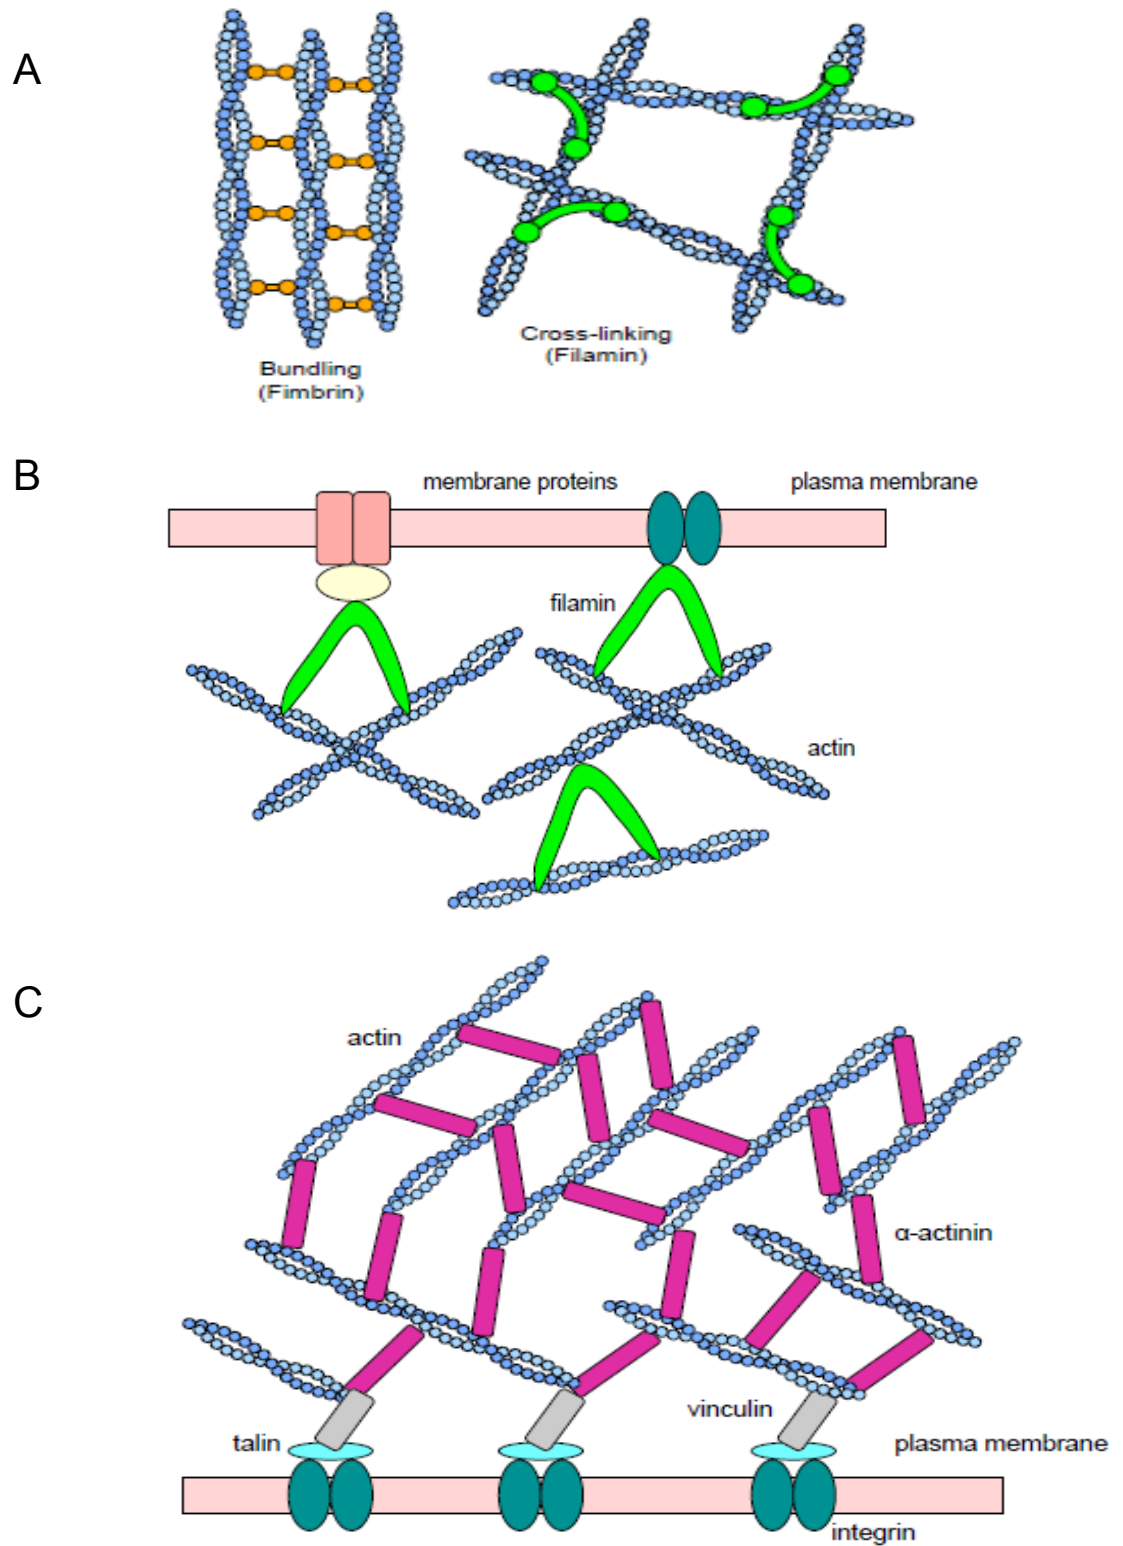 A
Cross-linking
(Filamin)
Bundling
(Fimbrin)
B
membrane proteins
plasma membrane
filamin
actin
C
actin
α-actinin
vinculin
talin
plasma membrane
integrin